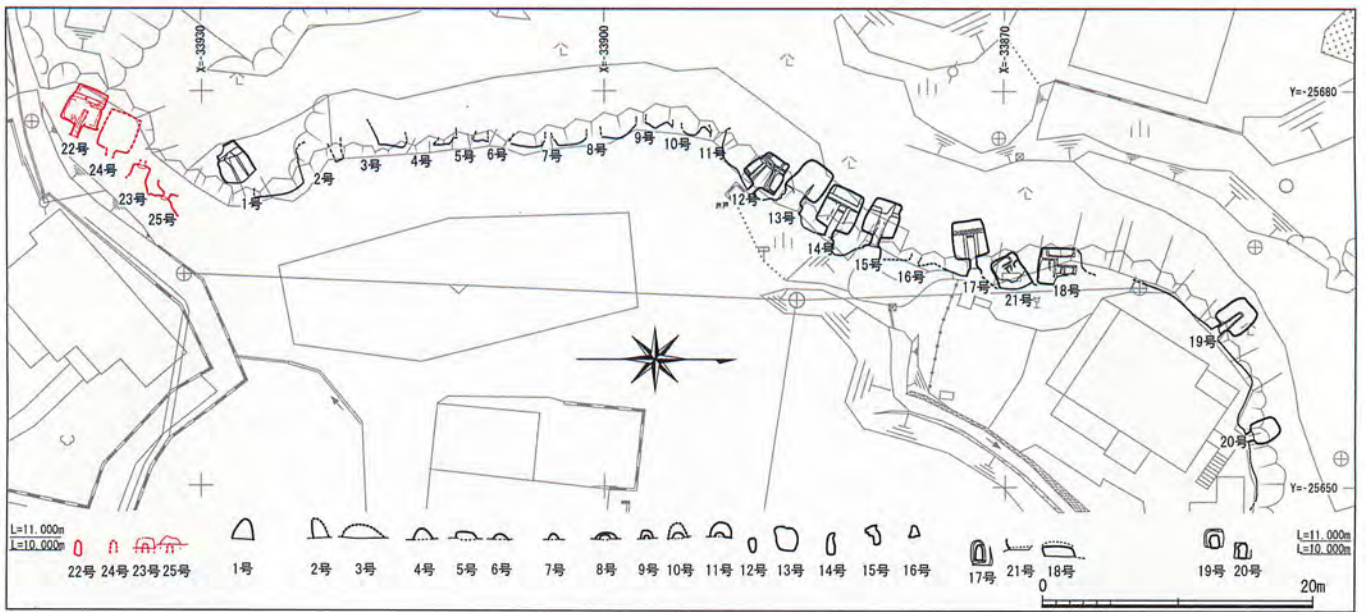 X=-33930
X=-33900
X=-33870
Y=-25680
22号
24号
23号
25号
1号
2号
3号
4号
5号
6号
7号
8号
9号
10号
11号
12号
13号
14号
15号
16号
17号
21号
18号
19号
20号
井戸
Y=-25650
L=11.000m
L=10.000m
22号 24号 23号 25号 1号 2号 3号 4号 5号 6号 7号 8号 9号 10号 11号 12号 13号 14号 15号 16号 17号 21号 18号 19号 20号
L=11.000m
L=10.000m
0 20m